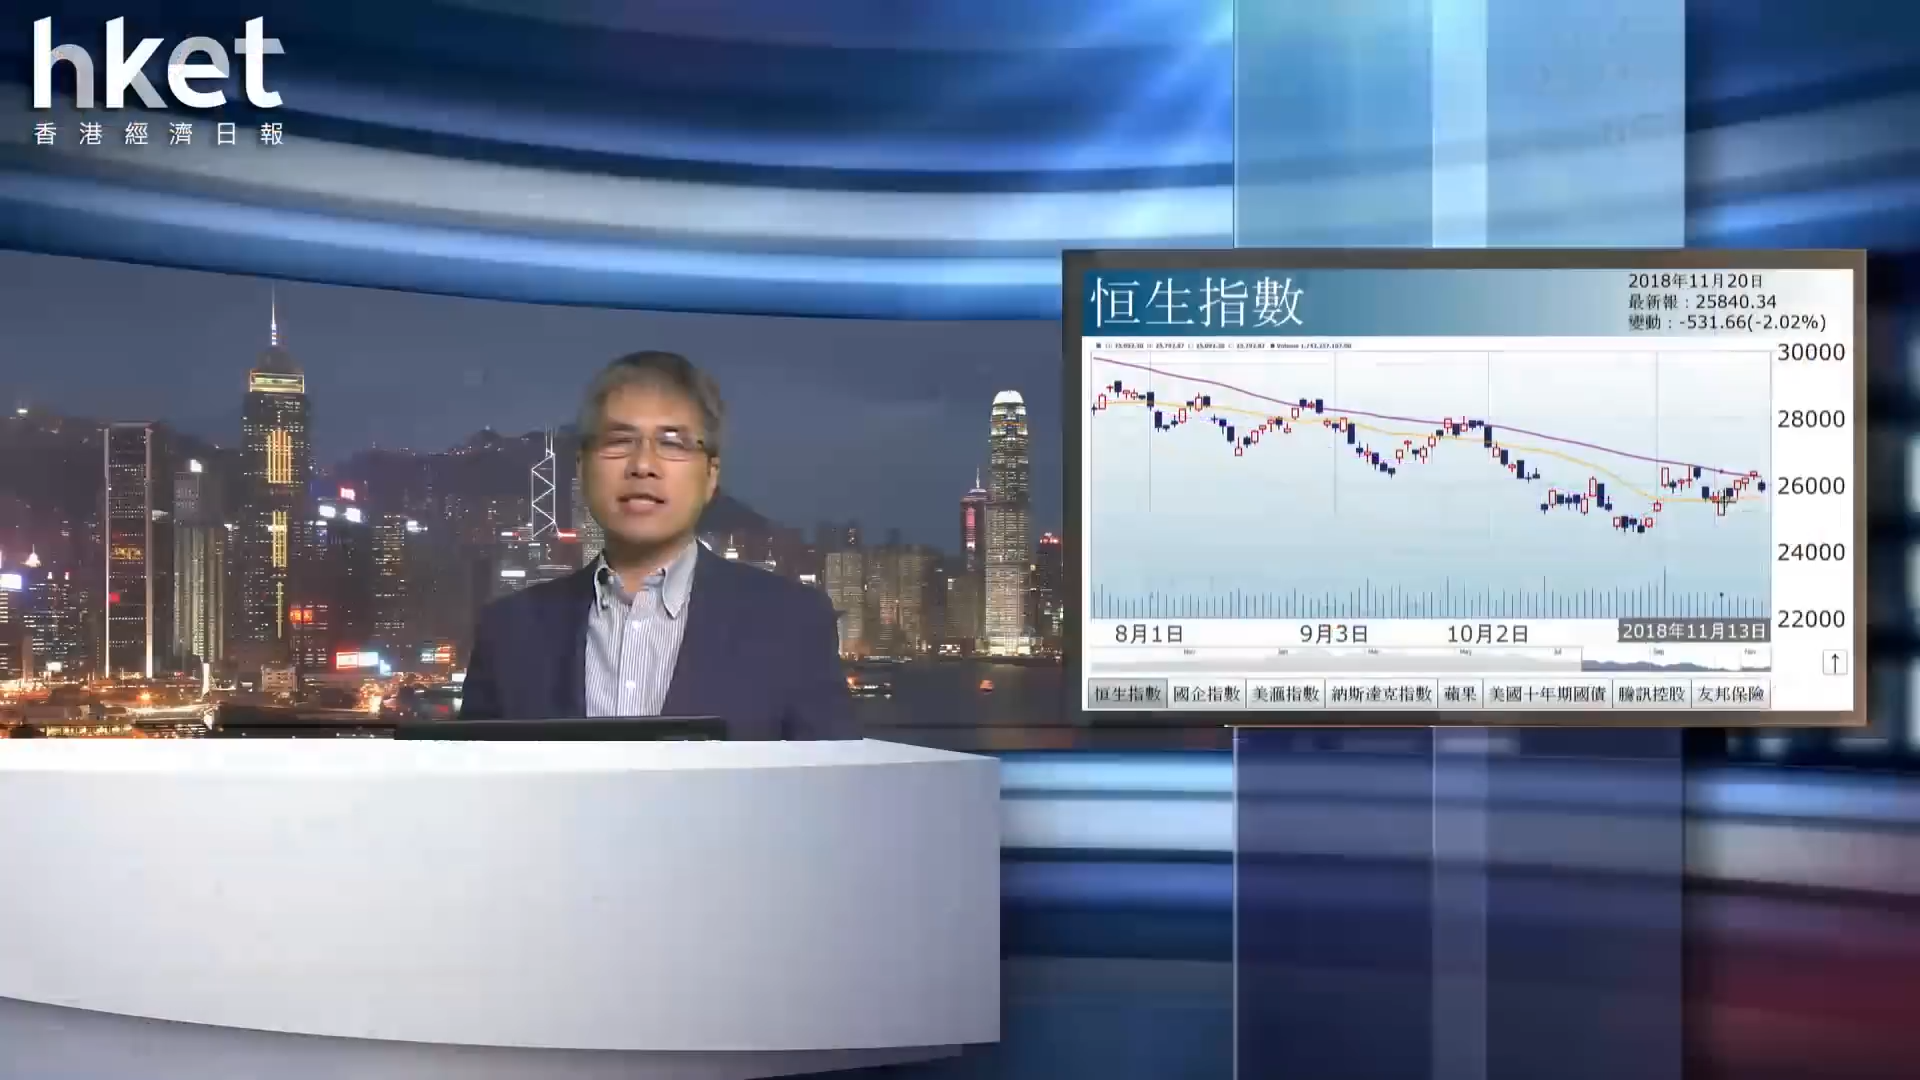 hket
香港經濟日報
恒生指數
2018年11月20日
最新報：25840.34
變動：-531.66(-2.02%)
30000
28000
26000
24000
22000
8月1日
9月3日
10月2日
2018年11月13日
↑
恒生指數
國企指數
美滙指數
納斯達克指數
蘋果
美國十年期國債
騰訊控股
友邦保險